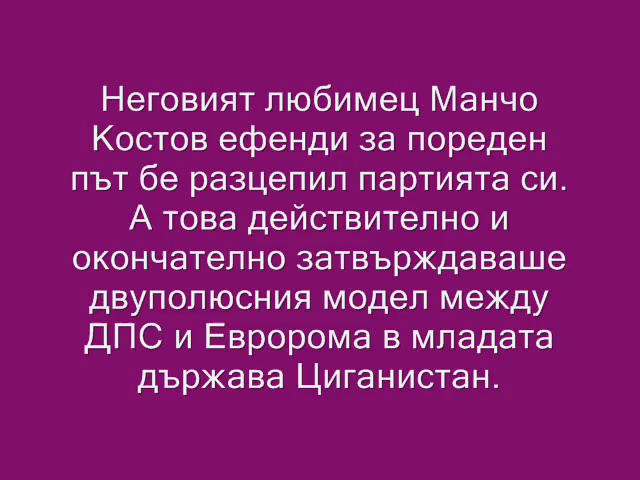 Неговият любимец Манчо
Костов ефенди за пореден
път бе разцепил партията си.
А това действително и
окончателно затвърждаваше
двуполюсния модел между
ДПС и Евророма в младата
държава Циганистан.